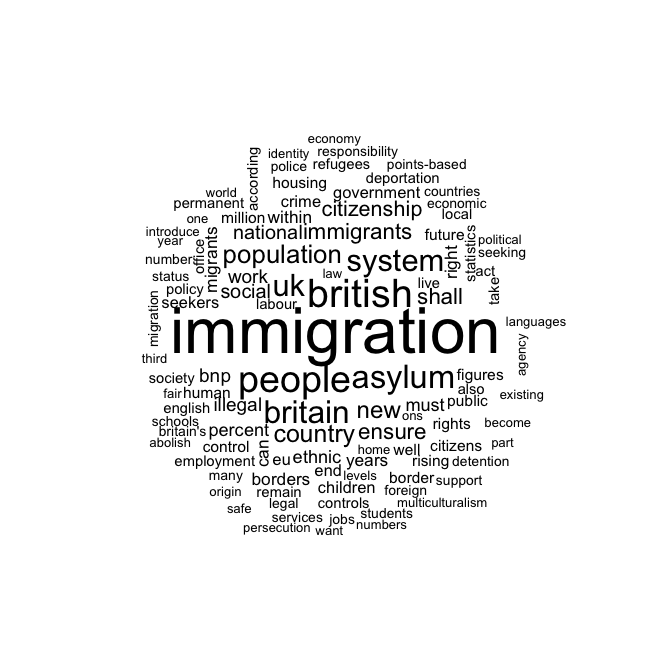 economy
identity responsibility
according police refugees points-based
housing deportation
world crime government countries
permanent citizenship economic
one million within local
introduce national immigrants future political
year office migrants population system right statistics seeking
number law act
status work live
policy social uk british shall take
seekers labour
migration immigration languages
third agency
society bnp people asylum figures
fair human also existing
english illegal britain new must public
schools ons
britain's percent country ensure rights become
abolish control can home well citizens part
employment eu ethnic years rising detention
many borders end levels border support
origin remain children foreign
safe legal controls multiculturalism
services jobs students
persecution want numbers